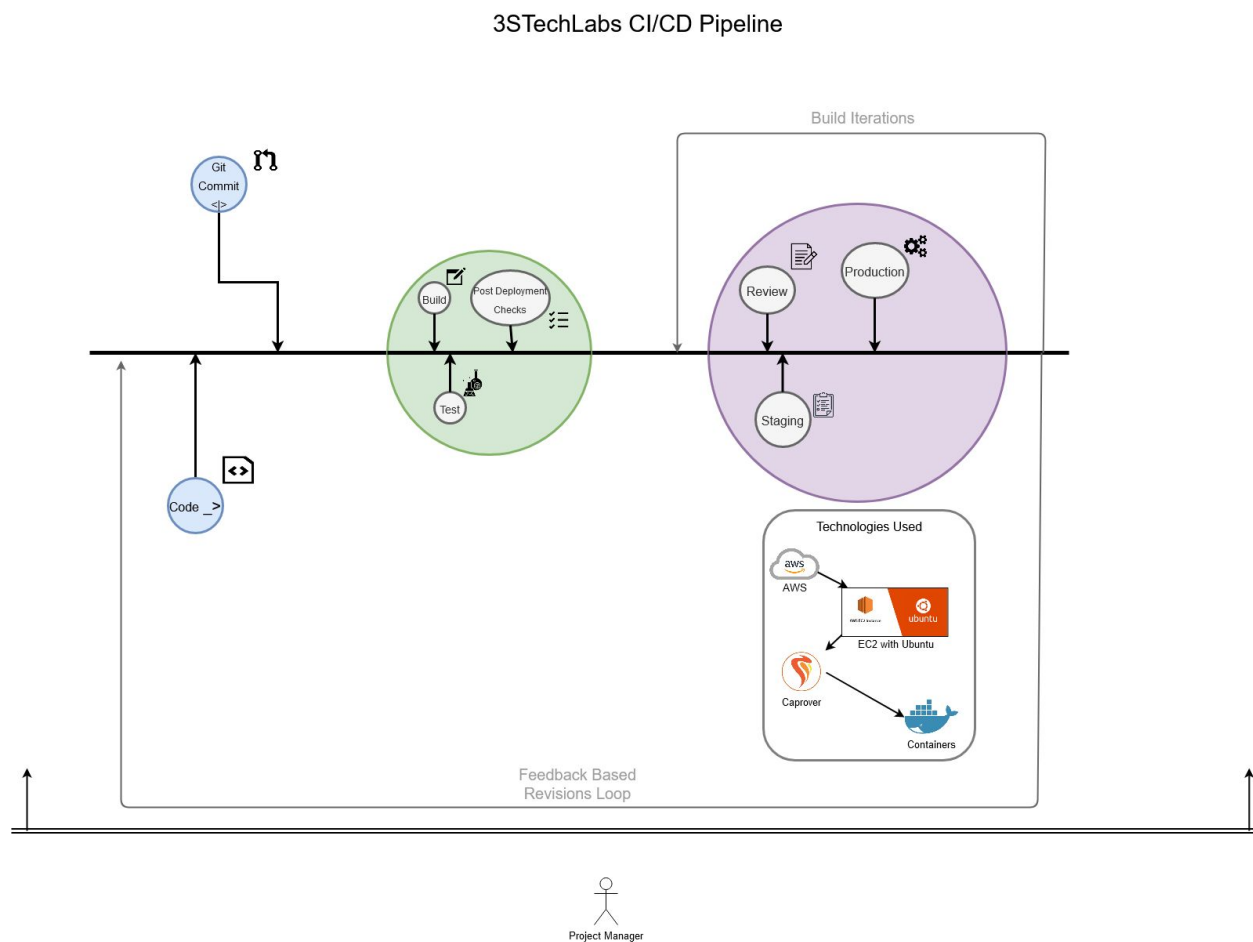 3STechLabs CI/CD Pipeline
Build Iterations
Git
Commit
<|>
Build
Post Deployment
Checks
Review
Production
Test
Staging
Code _>
<>
Technologies Used
aws
AWS
ubuntu
EC2 with Ubuntu
Caprover
Containers
Feedback Based
Revisions Loop
Project Manager